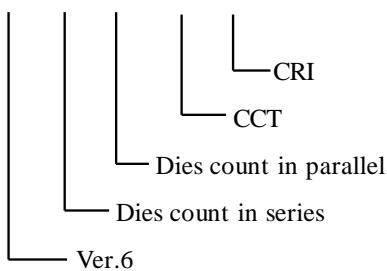 CRI
CCT
Dies count in parallel
Dies count in series
Ver.6